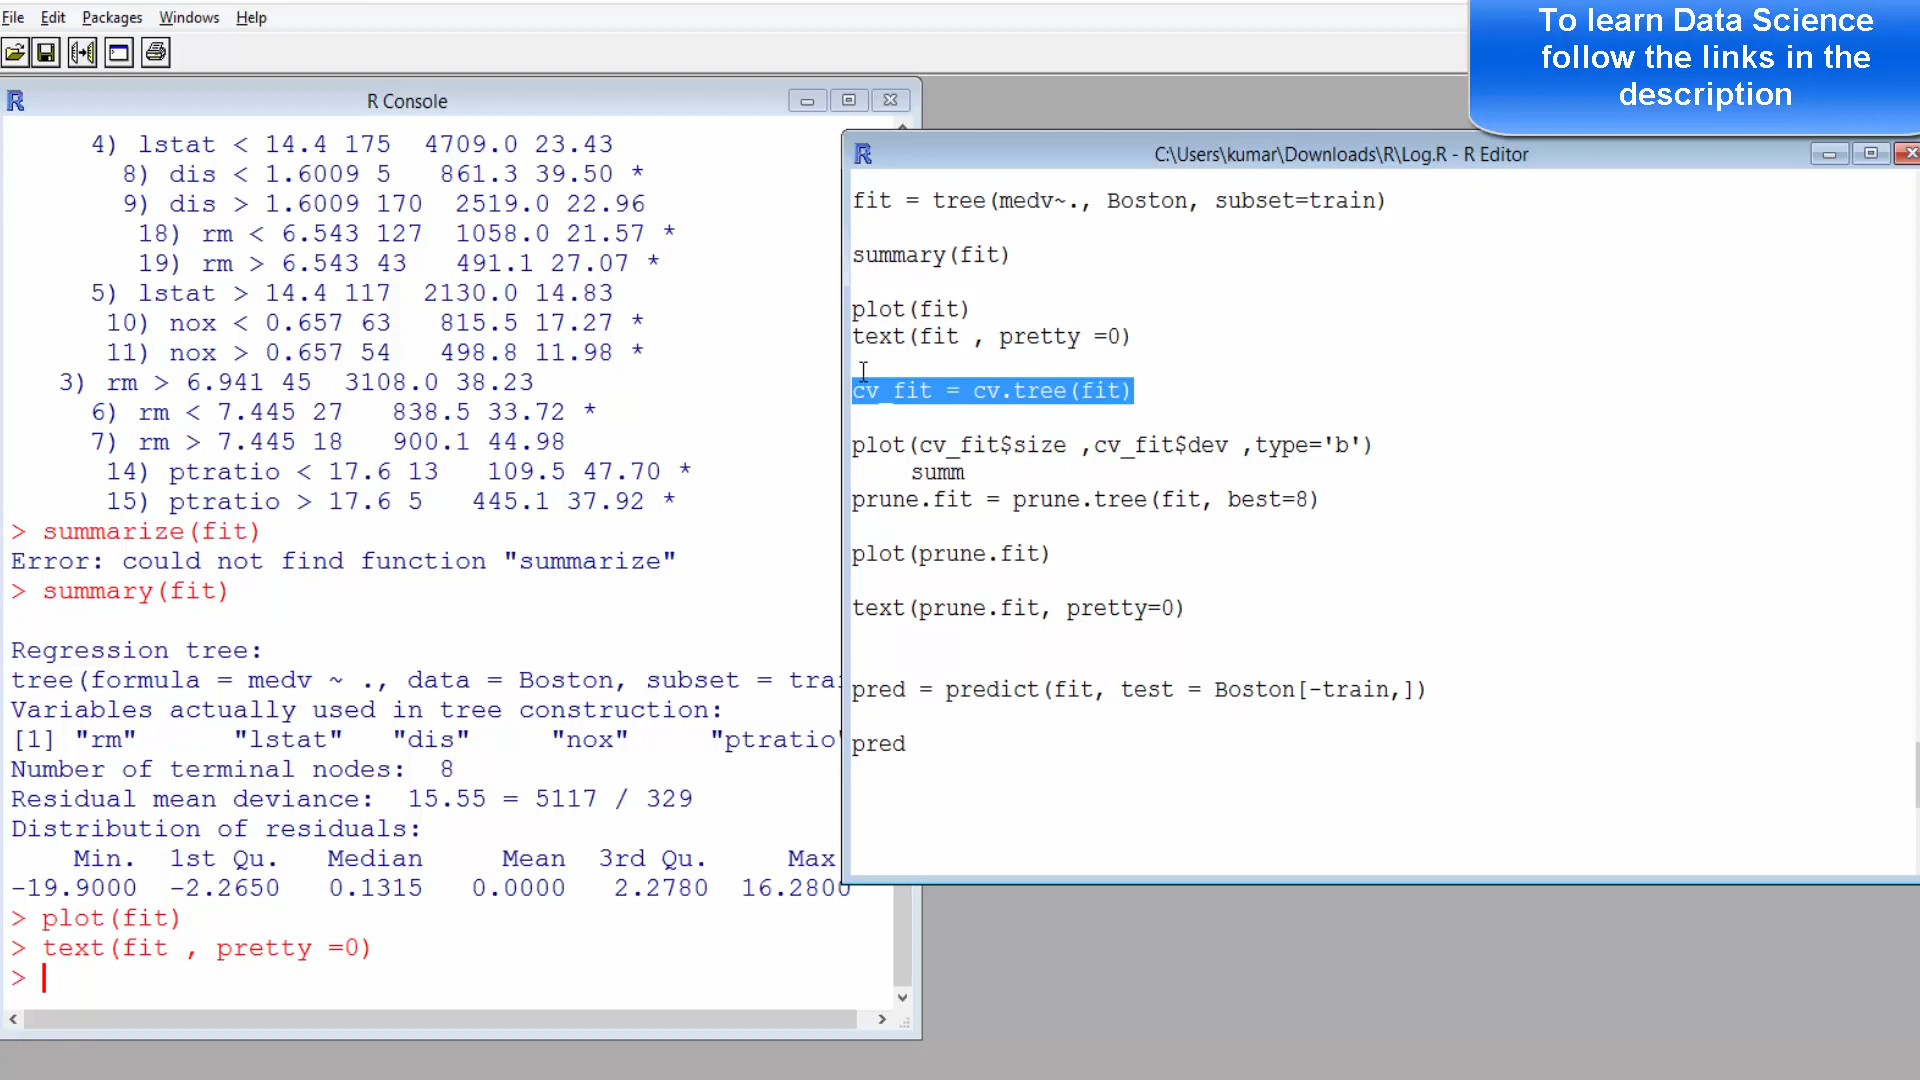 File Edit Packages Windows Help
To learn Data Science
follow the links in the
description
R Console
4) lstat < 14.4 175 4709.0 23.43
8) dis < 1.6009 5 861.3 39.50 *
9) dis > 1.6009 170 2519.0 22.96
18) rm < 6.543 127 1058.0 21.57 *
19) rm > 6.543 43 491.1 27.07 *
5) lstat > 14.4 117 2130.0 14.83
10) nox < 0.657 63 815.5 17.27 *
11) nox > 0.657 54 498.8 11.98 *
3) rm > 6.941 45 3108.0 38.23
6) rm < 7.445 27 838.5 33.72 *
7) rm > 7.445 18 900.1 44.98
14) ptratio < 17.6 13 109.5 47.70 *
15) ptratio > 17.6 5 445.1 37.92 *
> summarize(fit)
Error: could not find function "summarize"
> summary(fit)
Regression tree:
tree(formula = medv ~ ., data = Boston, subset = trai
Variables actually used in tree construction:
[1] "rm" "lstat" "dis" "nox" "ptratio"
Number of terminal nodes: 8
Residual mean deviance: 15.55 = 5117 / 329
Distribution of residuals:
Min. 1st Qu. Median Mean 3rd Qu. Max
-19.9000 -2.2650 0.1315 0.0000 2.2780 16.2800
> plot(fit)
> text(fit , pretty =0)
>
C:\Users\kumar\Downloads\R\Log.R - R Editor
fit = tree(medv~., Boston, subset=train)
summary(fit)
plot(fit)
text(fit , pretty =0)
cv_fit = cv.tree(fit)
plot(cv_fit$size ,cv_fit$dev ,type='b')
summ
prune.fit = prune.tree(fit, best=8)
plot(prune.fit)
text(prune.fit, pretty=0)
pred = predict(fit, test = Boston[-train,])
pred